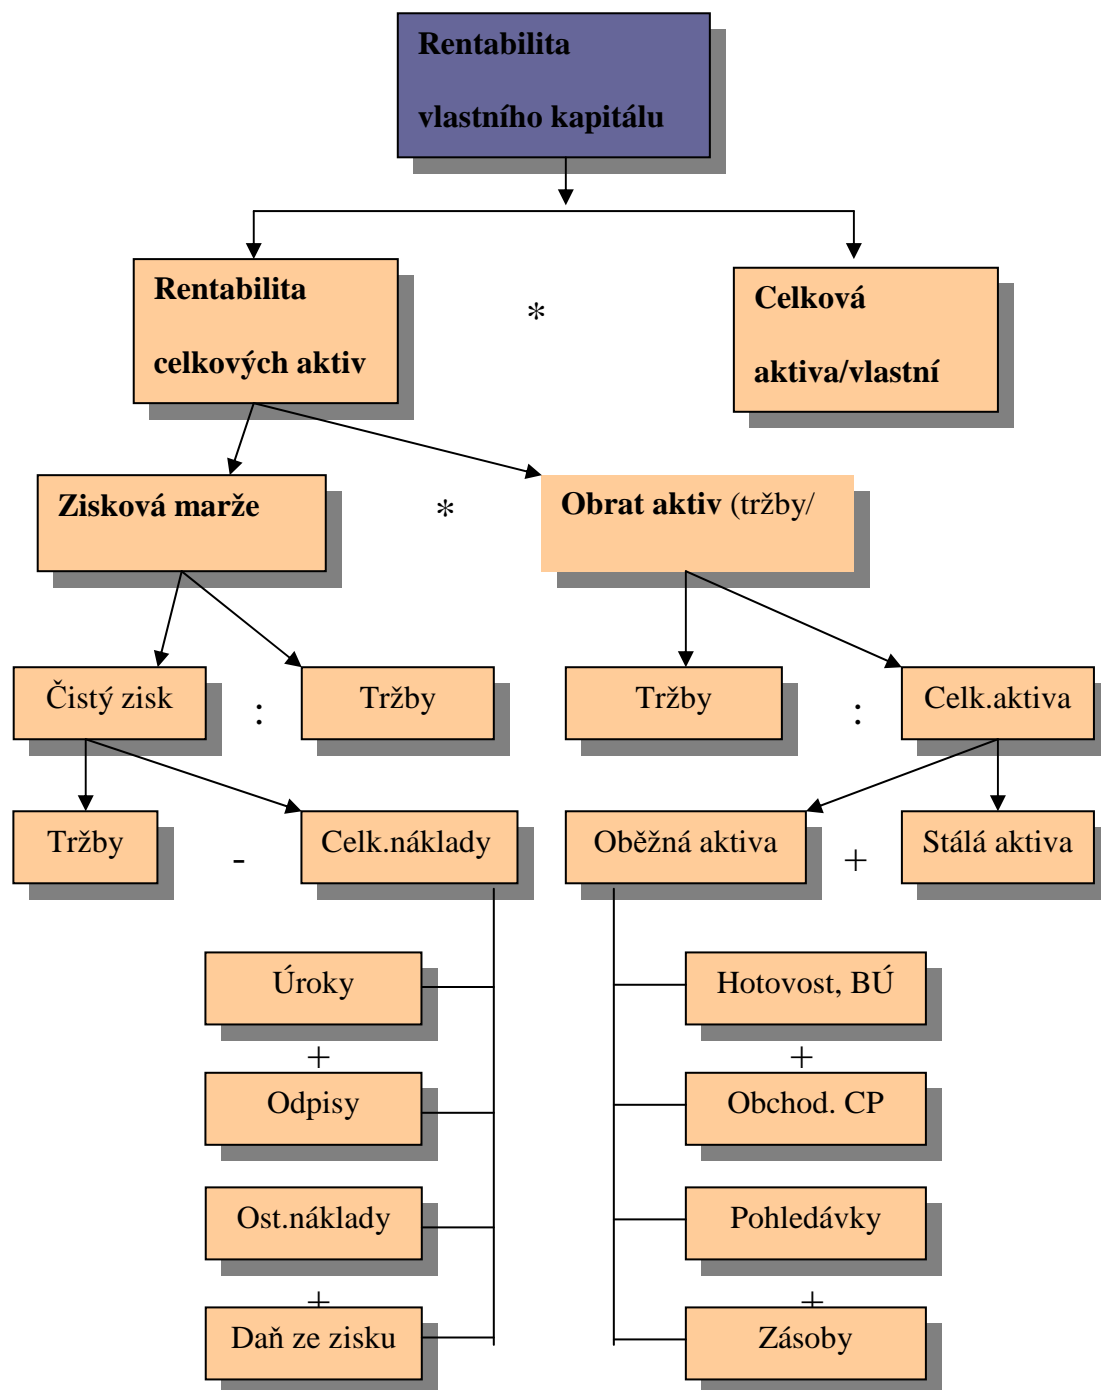 Rentabilita
vlastního kapitálu
Rentabilita
celkových aktiv
*
Celková
aktiva/vlastní
Zisková marže
*
Obrat aktiv (tržby/
Čistý zisk
:
Tržby
Tržby
:
Celk.aktiva
Tržby
-
Celk.náklady
Oběžná aktiva
+
Stálá aktiva
Úroky
+
Odpisy
Ost.náklady
+
Daň ze zisku
Hotovost, BÚ
+
Obchod. CP
Pohledávky
+
Zásoby